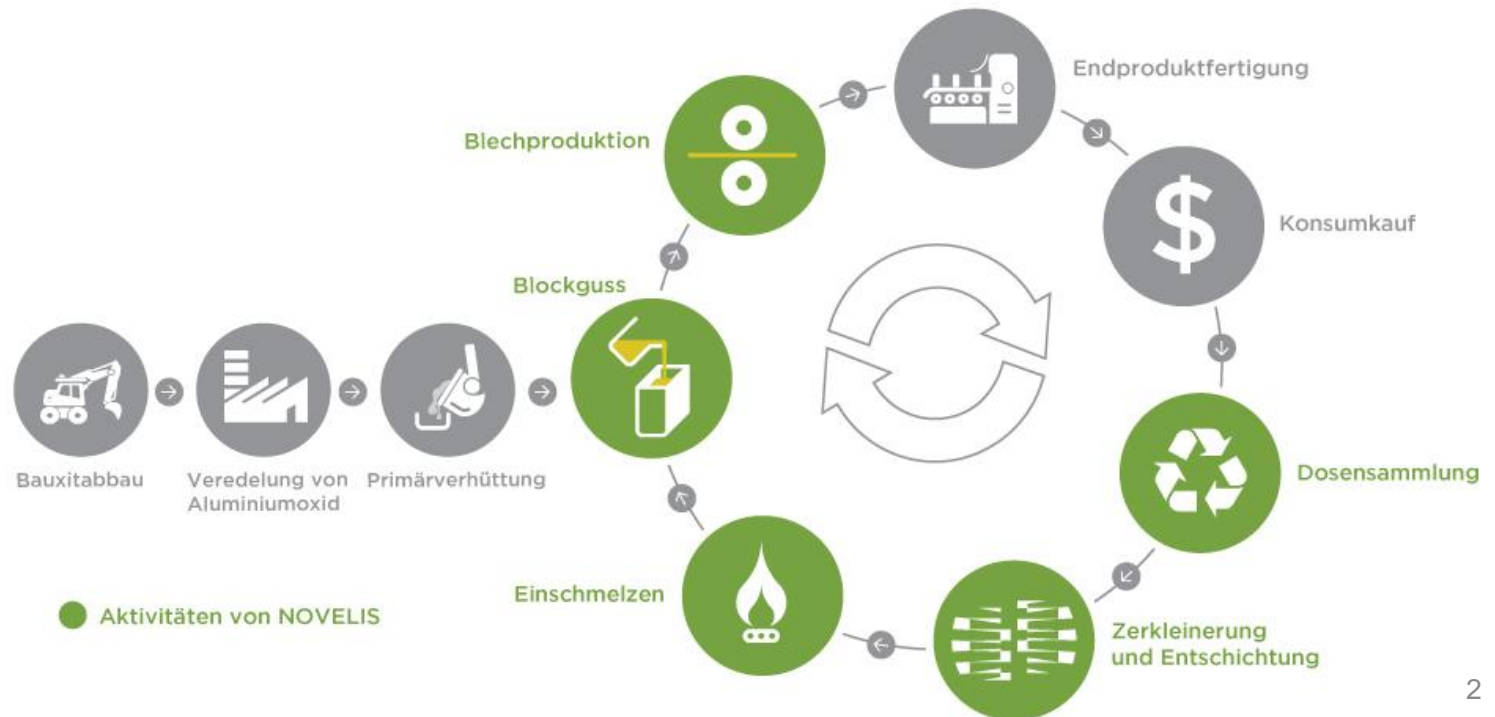 Endproduktfertigung
Blechproduktion
Konsumkauf
$
Blockguss
Bauxitabbau
Veredelung von
Aluminiumoxid
Primärverhüttung
Dosensammlung
Einschmelzen
Zerkleinerung
und Entschichtung
Aktivitäten von NOVELIS
2